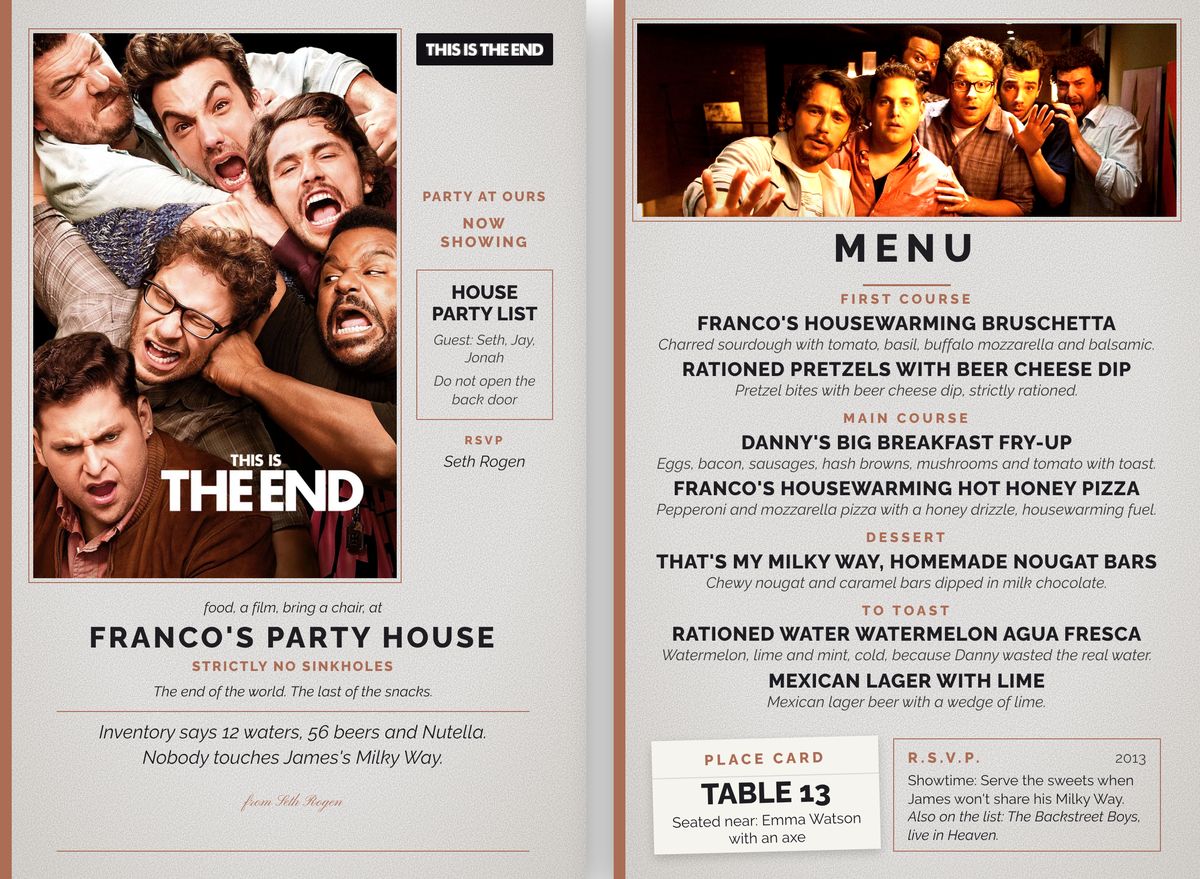 THIS IS THE END
PARTY AT OURS
NOW
SHOWING
HOUSE
PARTY LIST
Guest: Seth, Jay,
Jonah
Do not open the
back door
RSVP
Seth Rogen
THIS IS
THE END
food, a film, bring a chair, at
FRANCO'S PARTY HOUSE
STRICTLY NO SINKHOLES
The end of the world. The last of the snacks.
Inventory says 12 waters, 56 beers and Nutella.
Nobody touches James's Milky Way.
from Seth Rogen
MENU
FIRST COURSE
FRANCO'S HOUSEWARMING BRUSCHETTA
Charred sourdough with tomato, basil, buffalo mozzarella and balsamic.
RATIONED PRETZELS WITH BEER CHEESE DIP
Pretzel bites with beer cheese dip, strictly rationed.
MAIN COURSE
DANNY'S BIG BREAKFAST FRY-UP
Eggs, bacon, sausages, hash browns, mushrooms and tomato with toast.
FRANCO'S HOUSEWARMING HOT HONEY PIZZA
Pepperoni and mozzarella pizza with a honey drizzle, housewarming fuel.
DESSERT
THAT'S MY MILKY WAY, HOMEMADE NOUGAT BARS
Chewy nougat and caramel bars dipped in milk chocolate.
TO TOAST
RATIONED WATER WATERMELON AGUA FRESCA
Watermelon, lime and mint, cold, because Danny wasted the real water.
MEXICAN LAGER WITH LIME
Mexican lager beer with a wedge of lime.
PLACE CARD
TABLE 13
Seated near: Emma Watson
with an axe
R.S.V.P. 2013
Showtime: Serve the sweets when
James won't share his Milky Way.
Also on the list: The Backstreet Boys,
live in Heaven.